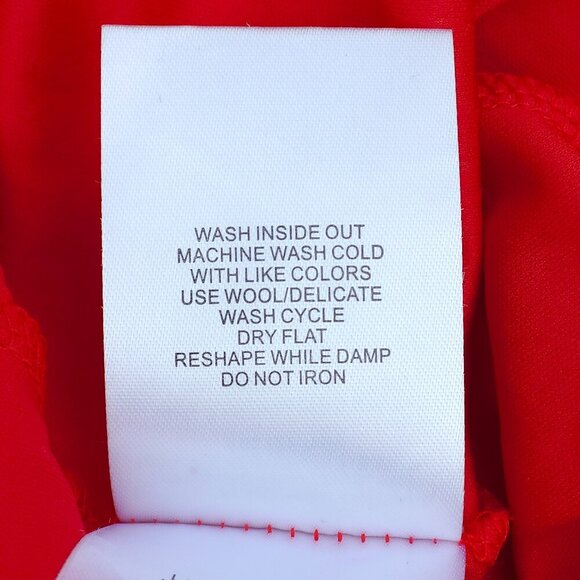 WASH INSIDE OUT
MACHINE WASH COLD
WITH LIKE COLORS
USE WOOL/DELICATE
WASH CYCLE
DRY FLAT
RESHAPE WHILE DAMP
DO NOT IRON